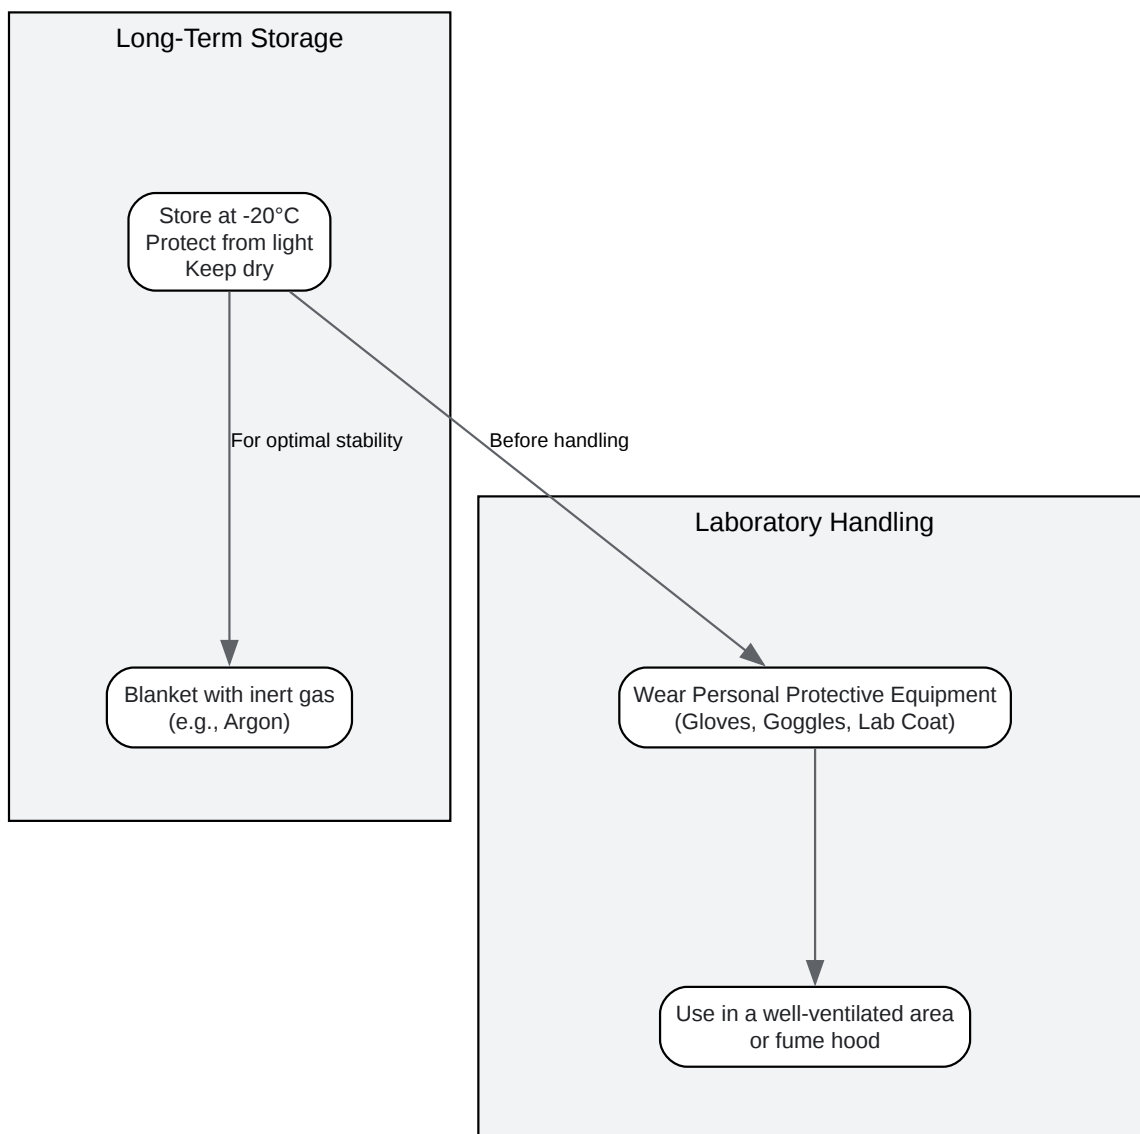 Long-Term Storage
Store at -20°C
Protect from light
Keep dry
For optimal stability
Before handling
Laboratory Handling
Blanket with inert gas
(e.g., Argon)
Wear Personal Protective Equipment
(Gloves, Goggles, Lab Coat)
Use in a well-ventilated area
or fume hood